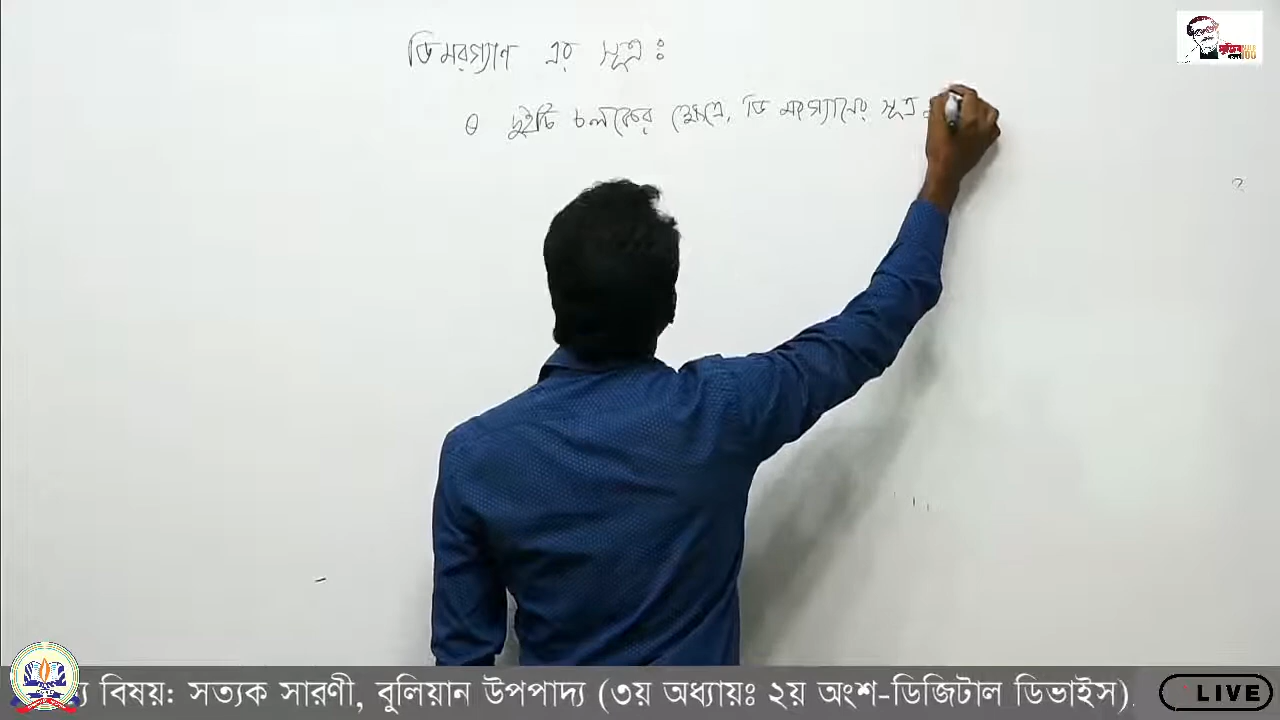 ডি মরগ্যান এর সূত্র ঃ
দুইটি চলকের ক্ষেত্রে, ডি মরগ্যানের সূত্র ঃ
্য বিষয়: সত্যক সারণী, বুলিয়ান উপপাদ্য (৩য় অধ্যায়ঃ ২য় অংশ-ডিজিটাল ডিভাইস)
LIVE